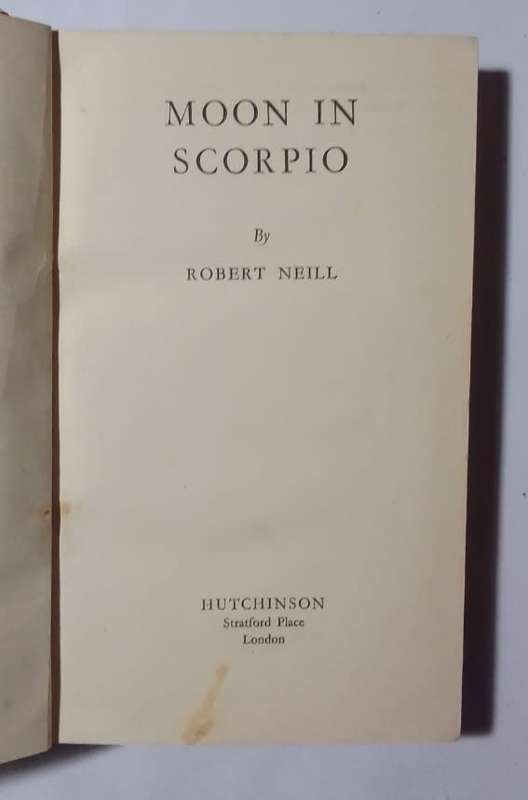 MOON IN
SCORPIO
By
ROBERT NEILL
HUTCHINSON
Stratford Place
London